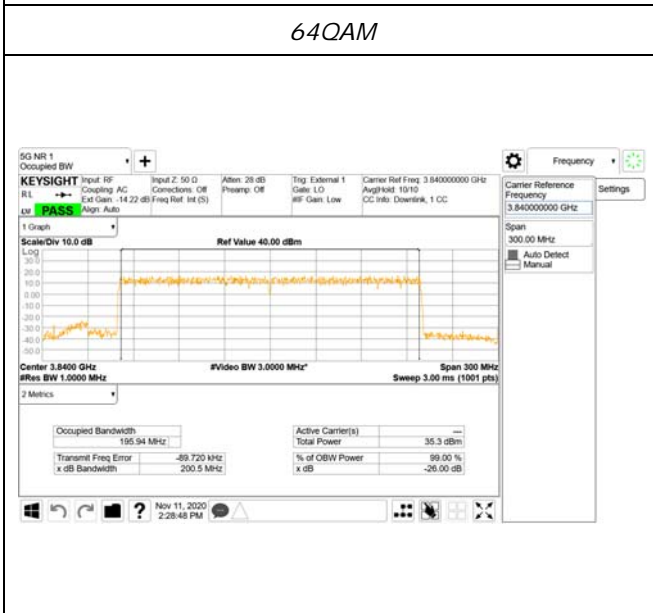 64QAM
5G NR 1
Occupied BW
+
Frequency
KEYSIGHT
Input: RF
Input Z: 50 Ω
Atten: 28 dB
Trig: External 1
Carrier Ref Freq: 3.840000000 GHz
RL
Coupling: AC
Corrections: Off
Preamp: Off
Gate: LO
Avg|Hold: 10/10
Ext Gain: -14.22 dB
Freq Ref: Int (S)
#IF Gain: Low
CC Info: Downlink, 1 CC
PASS
Align: Auto
Carrier Reference
Frequency
3.840000000 GHz
Settings
Span
300.00 MHz
Auto Detect
Manual
1 Graph
Scale/Div 10.0 dB
Ref Value 40.00 dBm
Log
30.0
20.0
10.0
0.00
-10.0
-20.0
-30.0
-40.0
-50.0
Center 3.8400 GHz
#Video BW 3.0000 MHz*
Span 300 MHz
#Res BW 1.0000 MHz
Sweep 3.00 ms (1001 pts)
2 Metrics
Occupied Bandwidth
195.94 MHz
Active Carrier(s)
---
Total Power
35.3 dBm
Transmit Freq Error
-89.720 kHz
% of OBW Power
99.00 %
x dB Bandwidth
200.5 MHz
x dB
-26.00 dB
?
Nov 11, 2020
2:28:48 PM